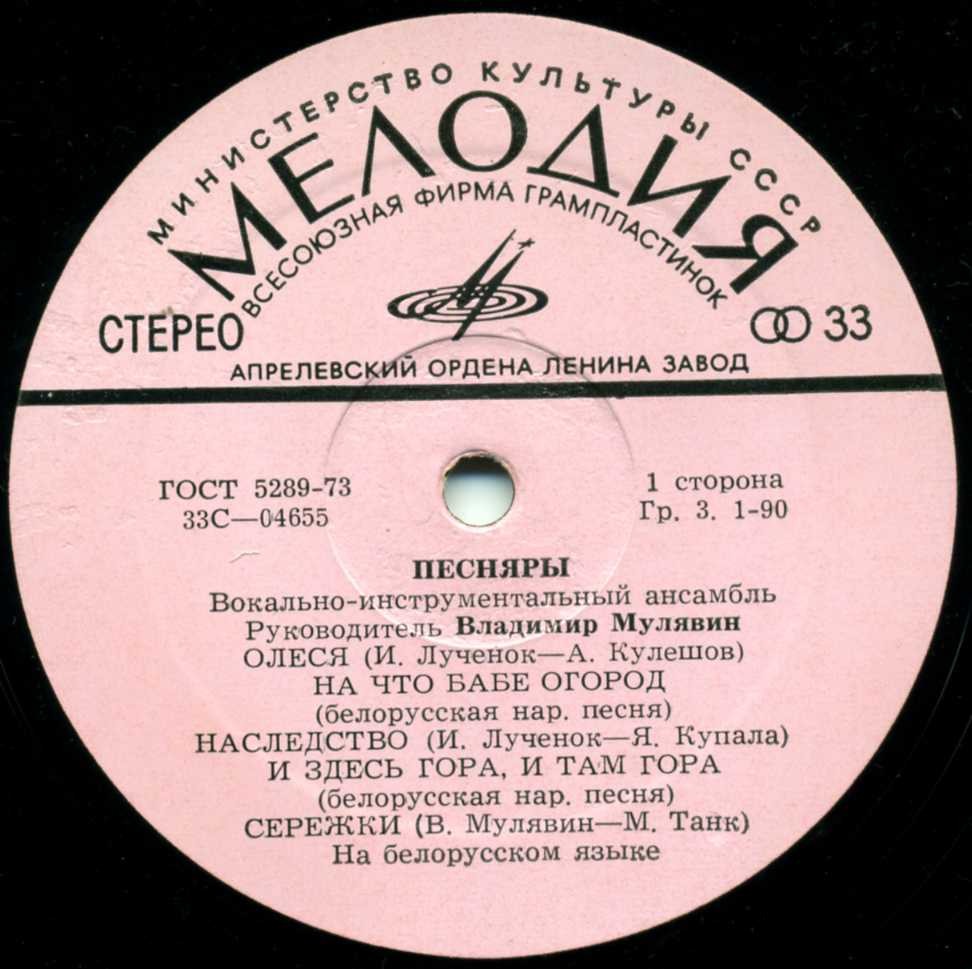 МИНИСТЕРСТВО КУЛЬТУРЫ СССР
МЕЛОДИЯ
ВСЕСОЮЗНАЯ ФИРМА ГРАМПЛАСТИНОК
СТЕРЕО
33
АПРЕЛЕВСКИЙ ОРДЕНА ЛЕНИНА ЗАВОД
ГОСТ 5289-73
33С—04655
1 сторона
Гр. 3. 1-90
ПЕСНЯРЫ
Вокально-инструментальный ансамбль
Руководитель Владимир Мулявин
ОЛЕСЯ (И. Лученок—А. Кулешов)
НА ЧТО БАБЕ ОГОРОД
(белорусская нар. песня)
НАСЛЕДСТВО (И. Лученок—Я. Купала)
И ЗДЕСЬ ГОРА, И ТАМ ГОРА
(белорусская нар. песня)
СЕРЕЖКИ (В. Мулявин—М. Танк)
На белорусском языке